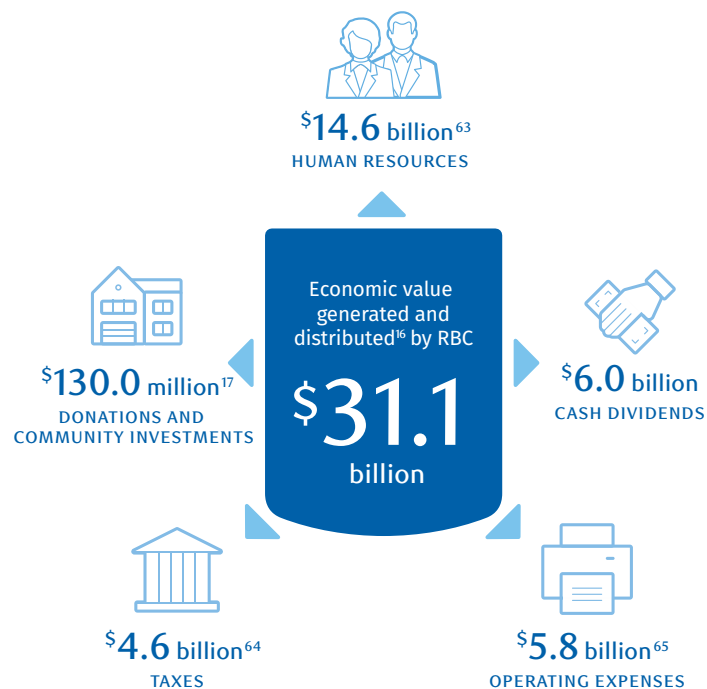 $14.6 billion63
HUMAN RESOURCES
Economic value
generated and
distributed16 by RBC
$31.1
billion
$130.0 million17
DONATIONS AND
COMMUNITY INVESTMENTS
$6.0 billion
CASH DIVIDENDS
$4.6 billion64
TAXES
$5.8 billion65
OPERATING EXPENSES